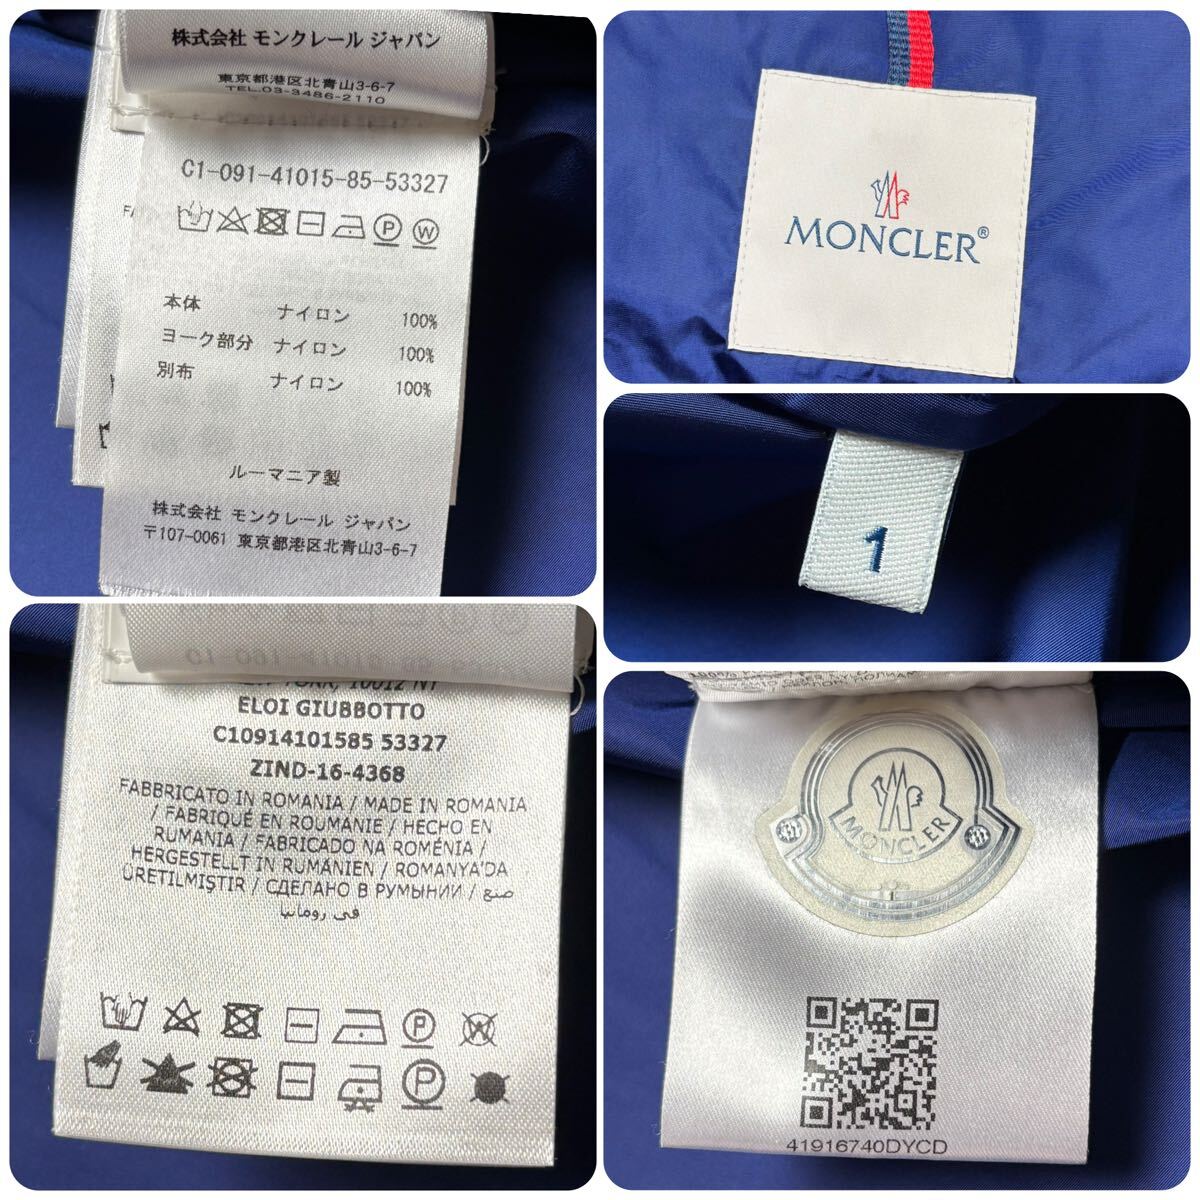 株式会社 モンクレール ジャパン
東京都港区北青山3-6-7
TEL.03-3486-2110
C1-091-41015-85-53327
P
W
本体 ナイロン 100%
ヨーク部分 ナイロン 100%
別布 ナイロン 100%
ルーマニア製
株式会社 モンクレール ジャパン
〒107-0061 東京都港区北青山3-6-7
MONCLER®
1
10012 NY
ELOI GIUBBOTTO
C10914101585 53327
ZIND-16-4368
FABBRICATO IN ROMANIA / MADE IN ROMANIA
/ FABRIQUÉ EN ROUMANIE / HECHO EN
RUMANIA / FABRICADO NA ROMÉNIA /
HERGESTELLT IN RUMÄNIEN / ROMANYA'DA
ÜRETILMIŞTIR / СДЕЛАНО В РУМЫНИИ / صنع
في رومانيا
P
W
P
MONCLER
41916740DYCD